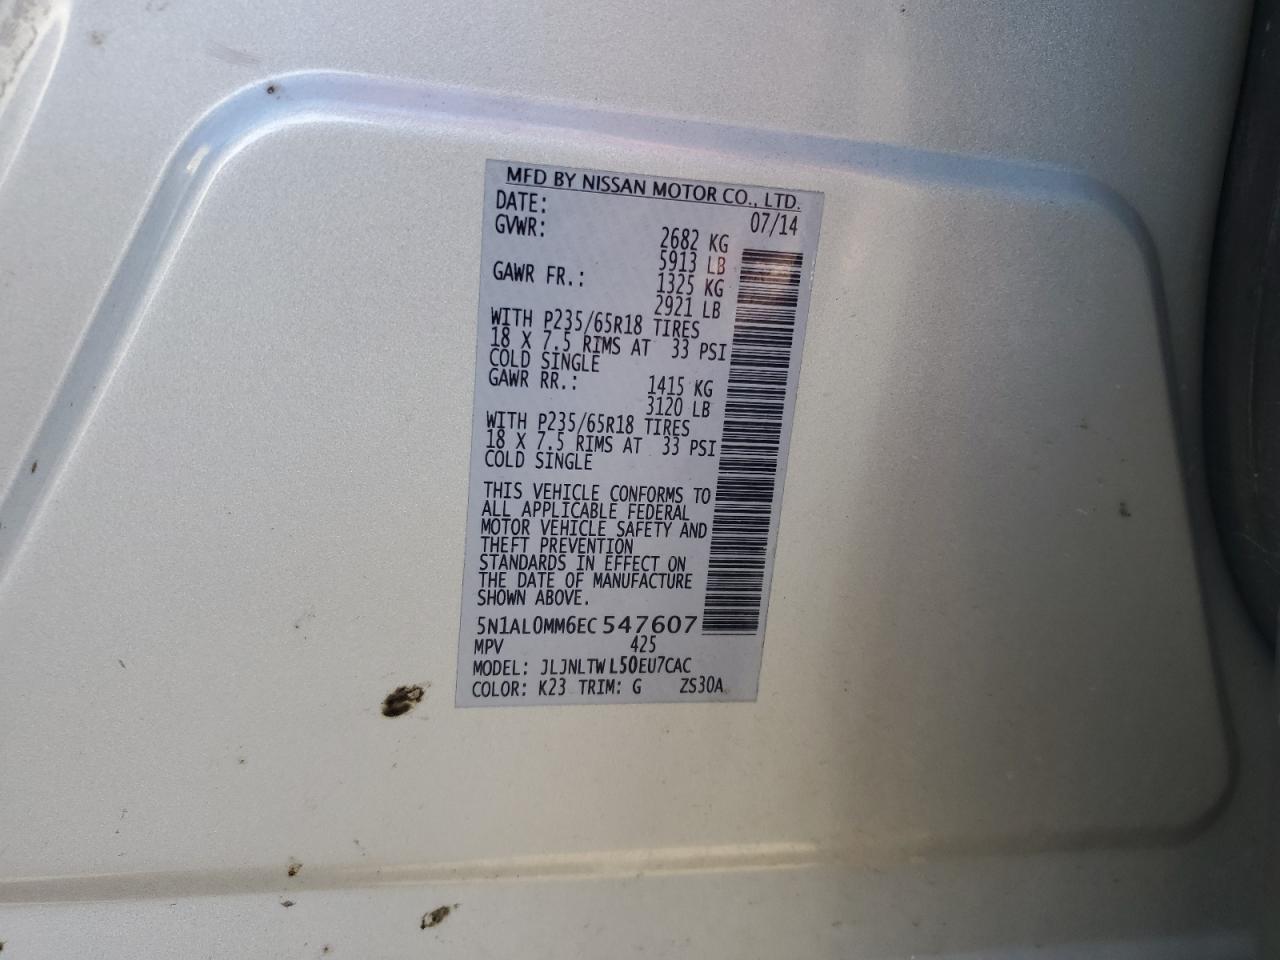 MFD BY NISSAN MOTOR CO., LTD.
DATE: 07/14
GVWR: 2682 KG
5913 LB
GAWR FR.: 1325 KG
2921 LB
WITH P235/65R18 TIRES
18 X 7.5 RIMS AT 33 PSI
COLD SINGLE
GAWR RR.: 1415 KG
3120 LB
WITH P235/65R18 TIRES
18 X 7.5 RIMS AT 33 PSI
COLD SINGLE
THIS VEHICLE CONFORMS TO
ALL APPLICABLE FEDERAL
MOTOR VEHICLE SAFETY AND
THEFT PREVENTION
STANDARDS IN EFFECT ON
THE DATE OF MANUFACTURE
SHOWN ABOVE.
5N1AL0MM6EC547607
MPV 425
MODEL: JLJNLTWL50EU7CAC
COLOR: K23 TRIM: G ZS30A